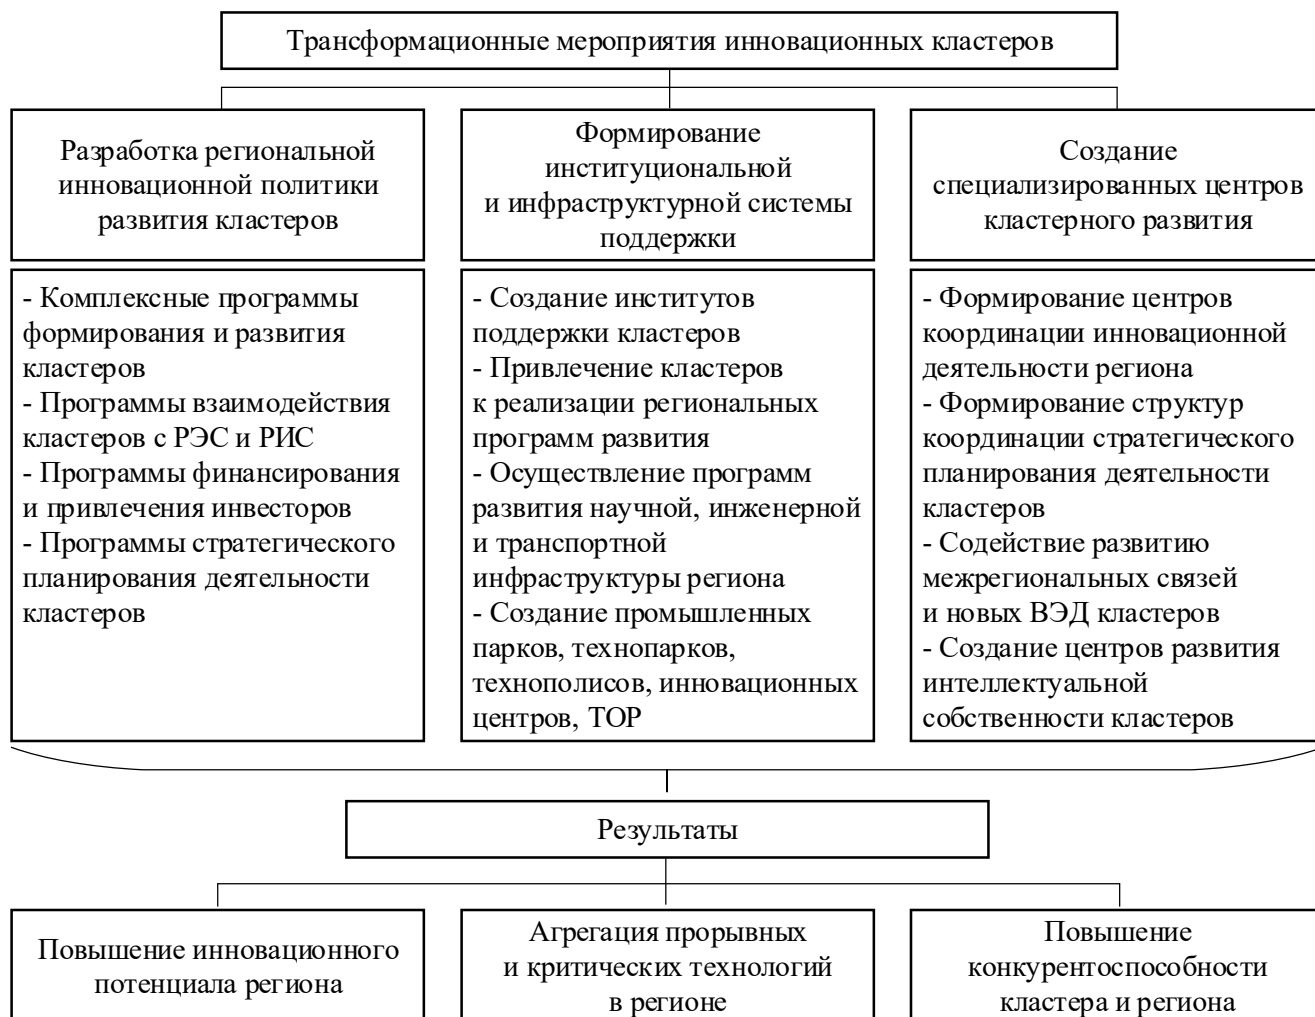 Трансформационные мероприятия инновационных кластеров
Разработка региональной
инновационной политики
развития кластеров
Формирование
институциональной
и инфраструктурной системы
поддержки
Создание
специализированных центров
кластерного развития
- Комплексные программы
формирования и развития
кластеров
- Программы взаимодействия
кластеров с РЭС и РИС
- Программы финансирования
и привлечения инвесторов
- Программы стратегического
планирования деятельности
кластеров
- Создание институтов
поддержки кластеров
- Привлечение кластеров
к реализации региональных
программ развития
- Осуществление программ
развития научной, инженерной
и транспортной
инфраструктуры региона
- Создание промышленных
парков, технопарков,
технополисов, инновационных
центров, ТОР
- Формирование центров
координации инновационной
деятельности региона
- Формирование структур
координации стратегического
планирования деятельности
кластеров
- Содействие развитию
межрегиональных связей
и новых ВЭД кластеров
- Создание центров развития
интеллектуальной
собственности кластеров
Результаты
Повышение инновационного
потенциала региона
Агрегация прорывных
и критических технологий
в регионе
Повышение
конкурентоспособности
кластера и региона